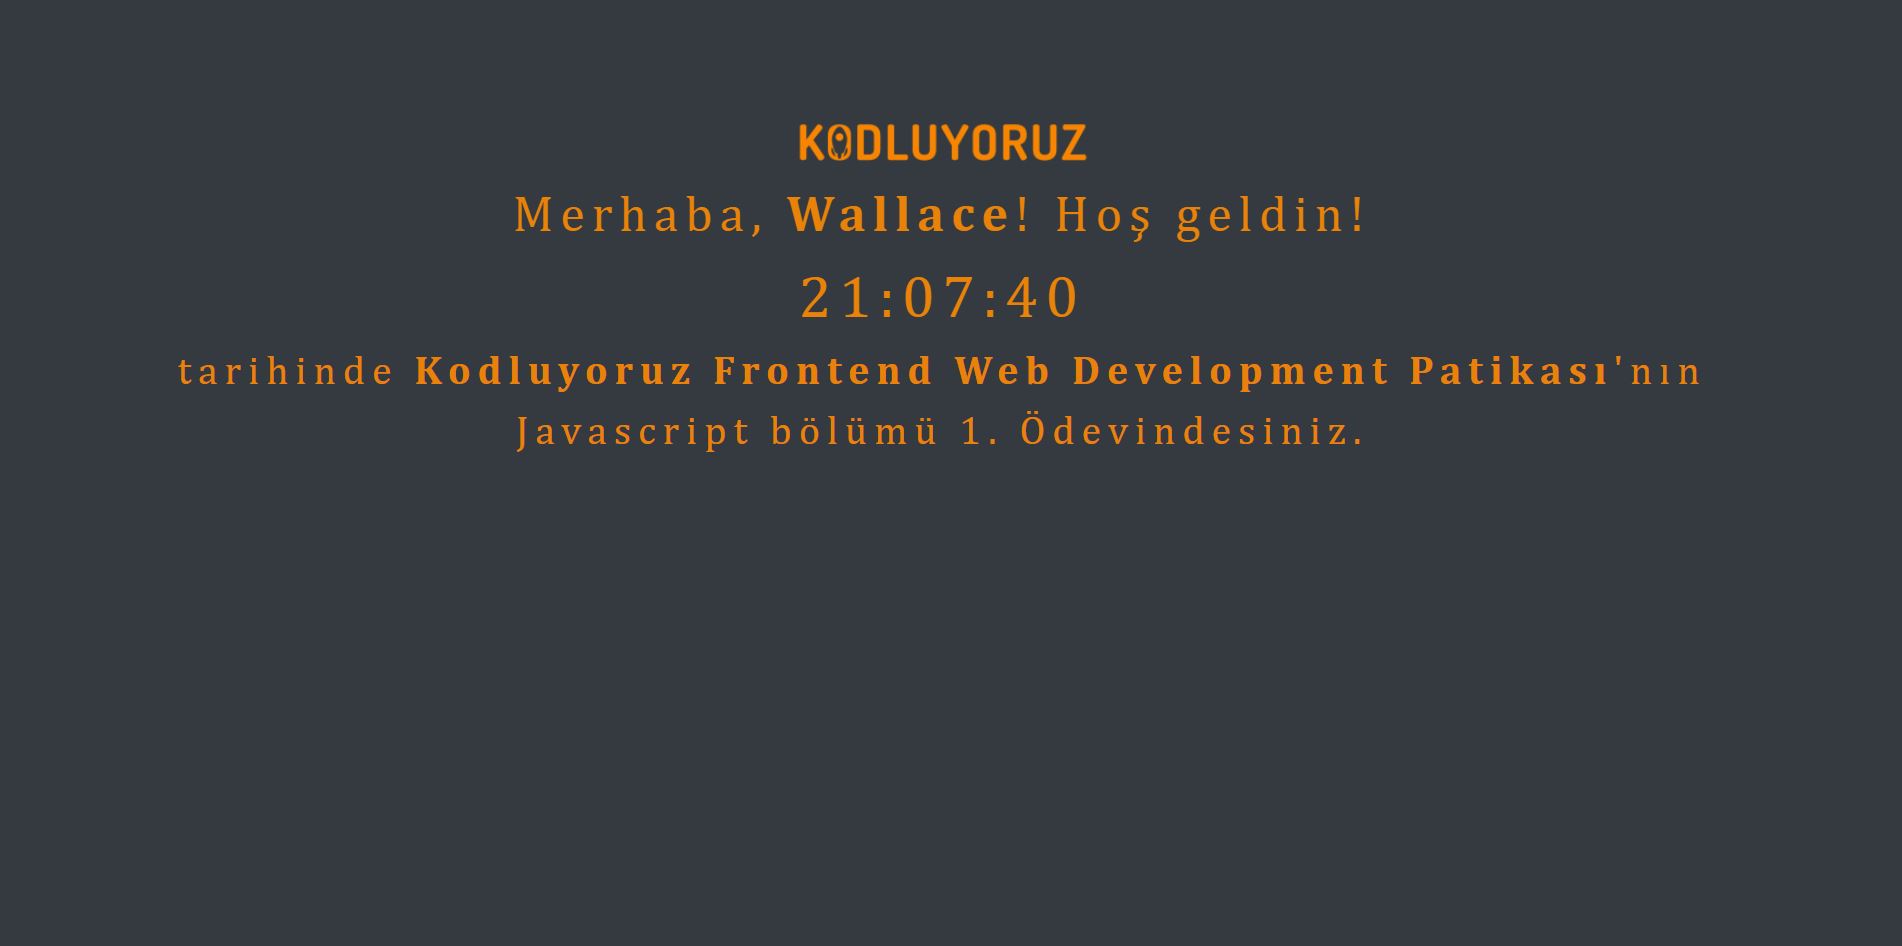 KODLUYORUZ
Merhaba, Wallace! Hoş geldin!
21:07:40
tarihinde Kodluyoruz Frontend Web Development Patikası'nın
Javascript bölümü 1. Ödevindesiniz.